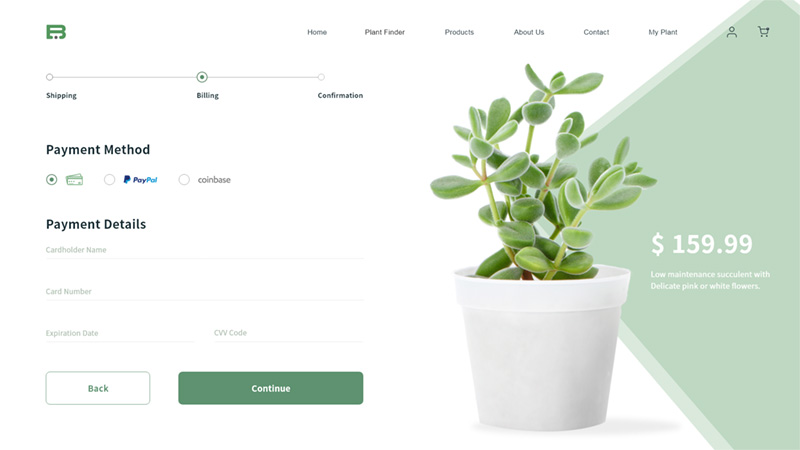 Home Plant Finder Products About Us Contact My Plant
Shipping Billing Confirmation
Payment Method
PayPal coinbase
Payment Details
Cardholder Name
Card Number
Expiration Date CVV Code
Back Continue
$ 159.99
Low maintenance succulent with
Delicate pink or white flowers.